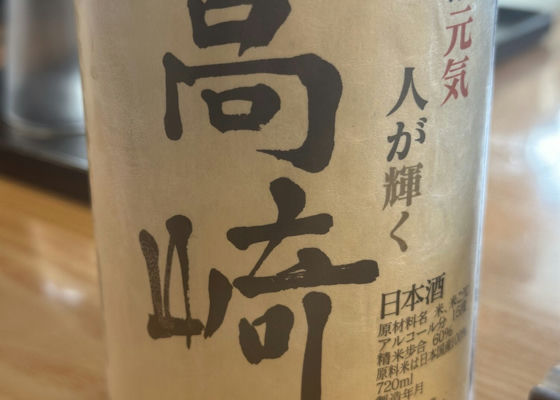 高崎
元気
人が輝く
日本酒
原材料名 米、米こうじ
アルコール分 15度
精米歩合 60%
原料米は日本国産100%
720ml
製造年月